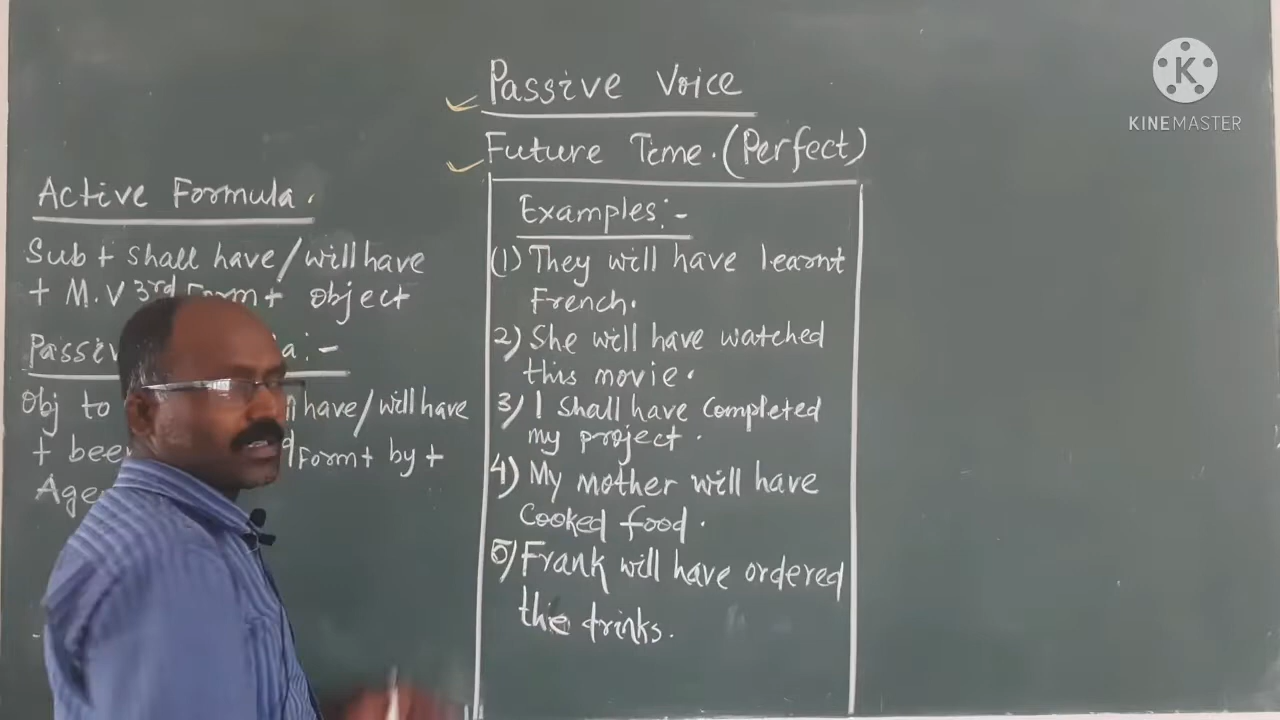 Passive Voice
Future Time. (Perfect)
Active Formula.
Sub + shall have/will have
+ M.V 3rd Form + object
:-
Obj to have/will have
+ Form + by +
Examples:-
(1) They will have learnt
French.
2) She will have watched
this movie.
3) I shall have completed
my project.
4) My mother will have
Cooked food.
5) Frank will have ordered
the drinks.
K
KINEMASTER